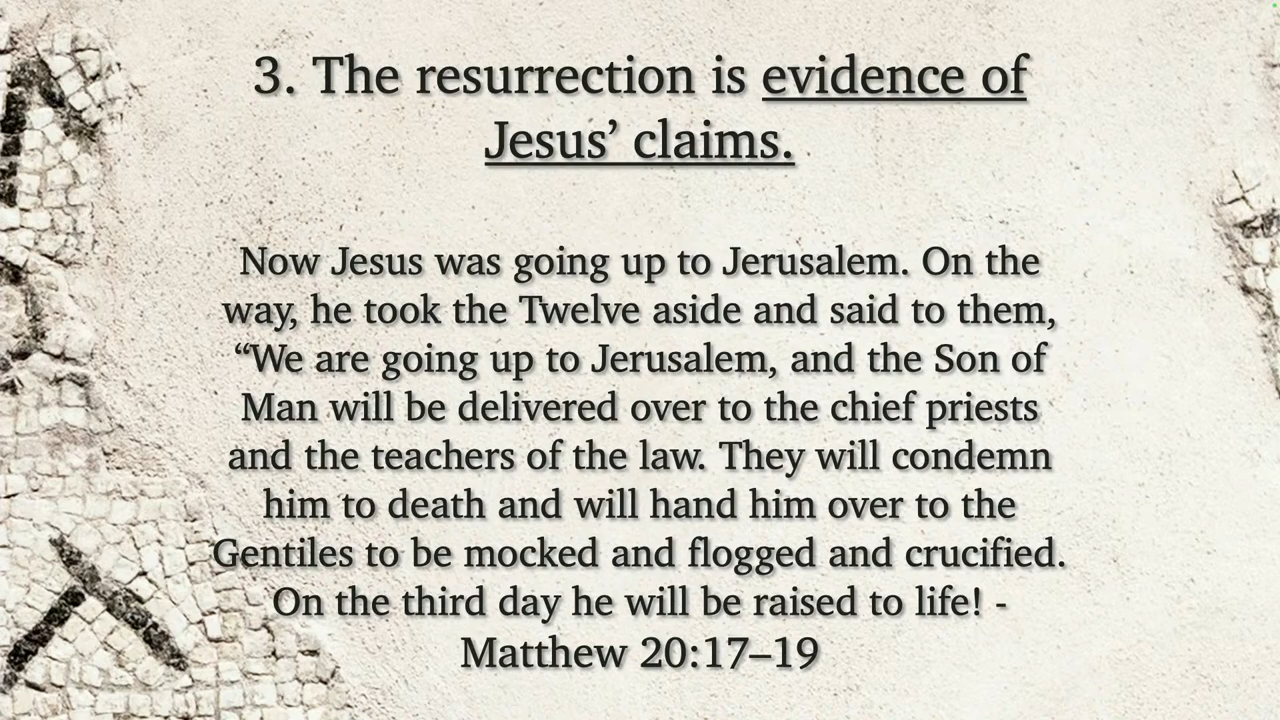 3. The resurrection is evidence of
Jesus’ claims.
Now Jesus was going up to Jerusalem. On the
way, he took the Twelve aside and said to them,
“We are going up to Jerusalem, and the Son of
Man will be delivered over to the chief priests
and the teachers of the law. They will condemn
him to death and will hand him over to the
Gentiles to be mocked and flogged and crucified.
On the third day he will be raised to life! -
Matthew 20:17–19